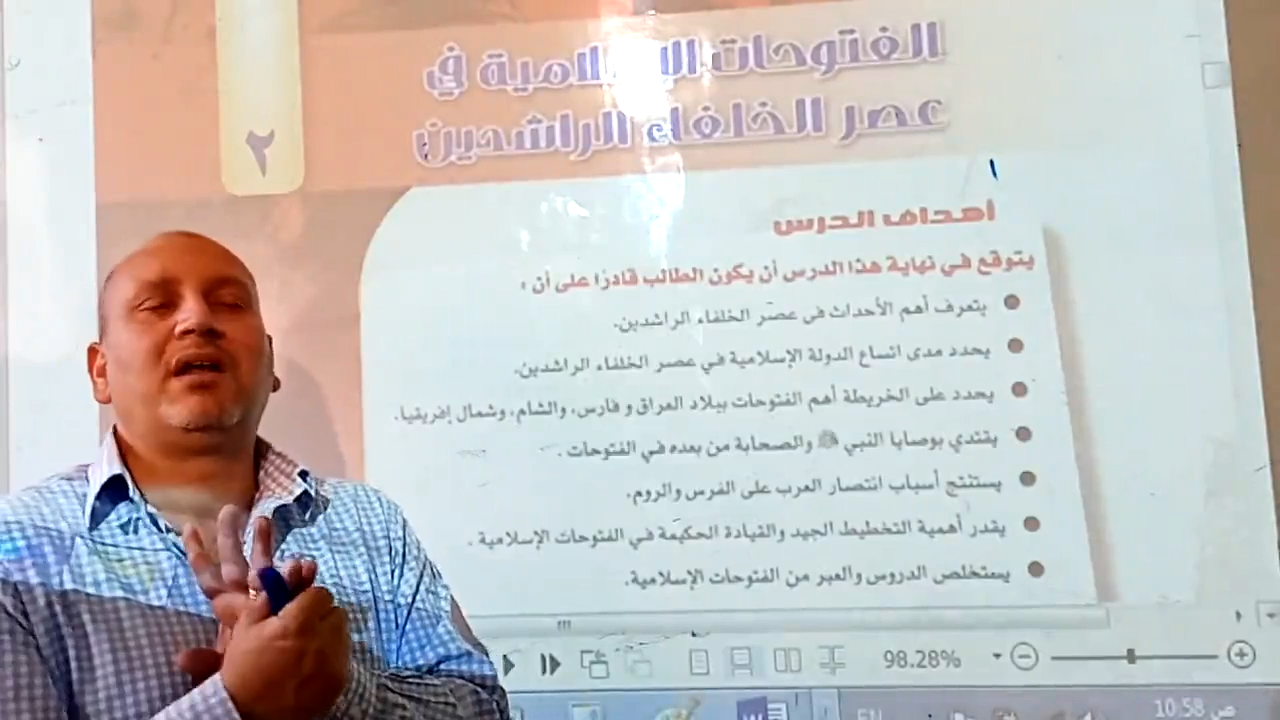 الفتوحات الإسلامية في
عصر الخلفاء الراشدين
٢
أهداف الدرس
يتوقع في نهاية هذا الدرس أن يكون الطالب قادرًا على أن :
يتعرف أهم الأحداث في عصر الخلفاء الراشدين.
يحدد مدى اتساع الدولة الإسلامية في عصر الخلفاء الراشدين.
يحدد على الخريطة أهم الفتوحات ببلاد العراق و فارس، والشام، وشمال إفريقيا.
يقتدي بوصايا النبي ﷺ والصحابة من بعده في الفتوحات .
يستنتج أسباب انتصار العرب على الفرس والروم.
يقدر أهمية التخطيط الجيد والقيادة الحكيمة في الفتوحات الإسلامية .
يستخلص الدروس والعبر من الفتوحات الإسلامية.
98.28%
EN
10:58 ص